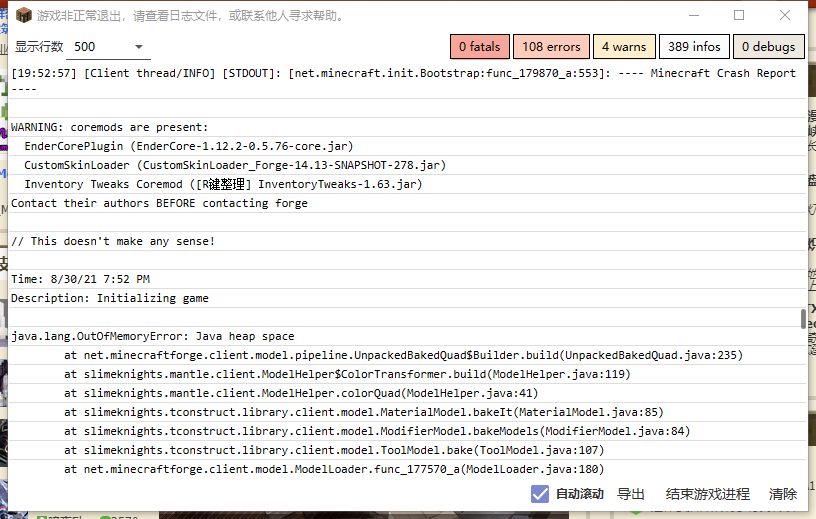 游戏非正常退出，请查看日志文件，或联系他人寻求帮助。
显示行数 500 0 fatals 108 errors 4 warns 389 infos 0 debugs
[19:52:57] [Client thread/INFO] [STDOUT]: [net.minecraft.init.Bootstrap:func_179870_a:553]: ---- Minecraft Crash Report
----
WARNING: coremods are present:
EnderCorePlugin (EnderCore-1.12.2-0.5.76-core.jar)
CustomSkinLoader (CustomSkinLoader_Forge-14.13-SNAPSHOT-278.jar)
Inventory Tweaks Coremod ([R键整理] InventoryTweaks-1.63.jar)
Contact their authors BEFORE contacting forge
// This doesn't make any sense!
Time: 8/30/21 7:52 PM
Description: Initializing game
java.lang.OutOfMemoryError: Java heap space
at net.minecraftforge.client.model.pipeline.UnpackedBakedQuad$Builder.build(UnpackedBakedQuad.java:235)
at slimeknights.mantle.client.ModelHelper$ColorTransformer.build(ModelHelper.java:119)
at slimeknights.mantle.client.ModelHelper.colorQuad(ModelHelper.java:41)
at slimeknights.tconstruct.library.client.model.MaterialModel.bakeIt(MaterialModel.java:85)
at slimeknights.tconstruct.library.client.model.ModifierModel.bakeModels(ModifierModel.java:84)
at slimeknights.tconstruct.library.client.model.ToolModel.bake(ToolModel.java:107)
at net.minecraftforge.client.model.ModelLoader.func_177570_a(ModelLoader.java:180)
自动滚动 导出 结束游戏进程 清除